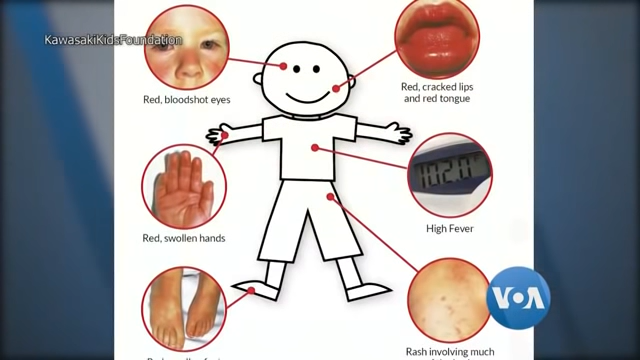 KawasakiKidsFoundation
Red, bloodshot eyes
Red, cracked lips
and red tongue
102.0
Red, swollen hands
High Fever
VOA
Rash involving much